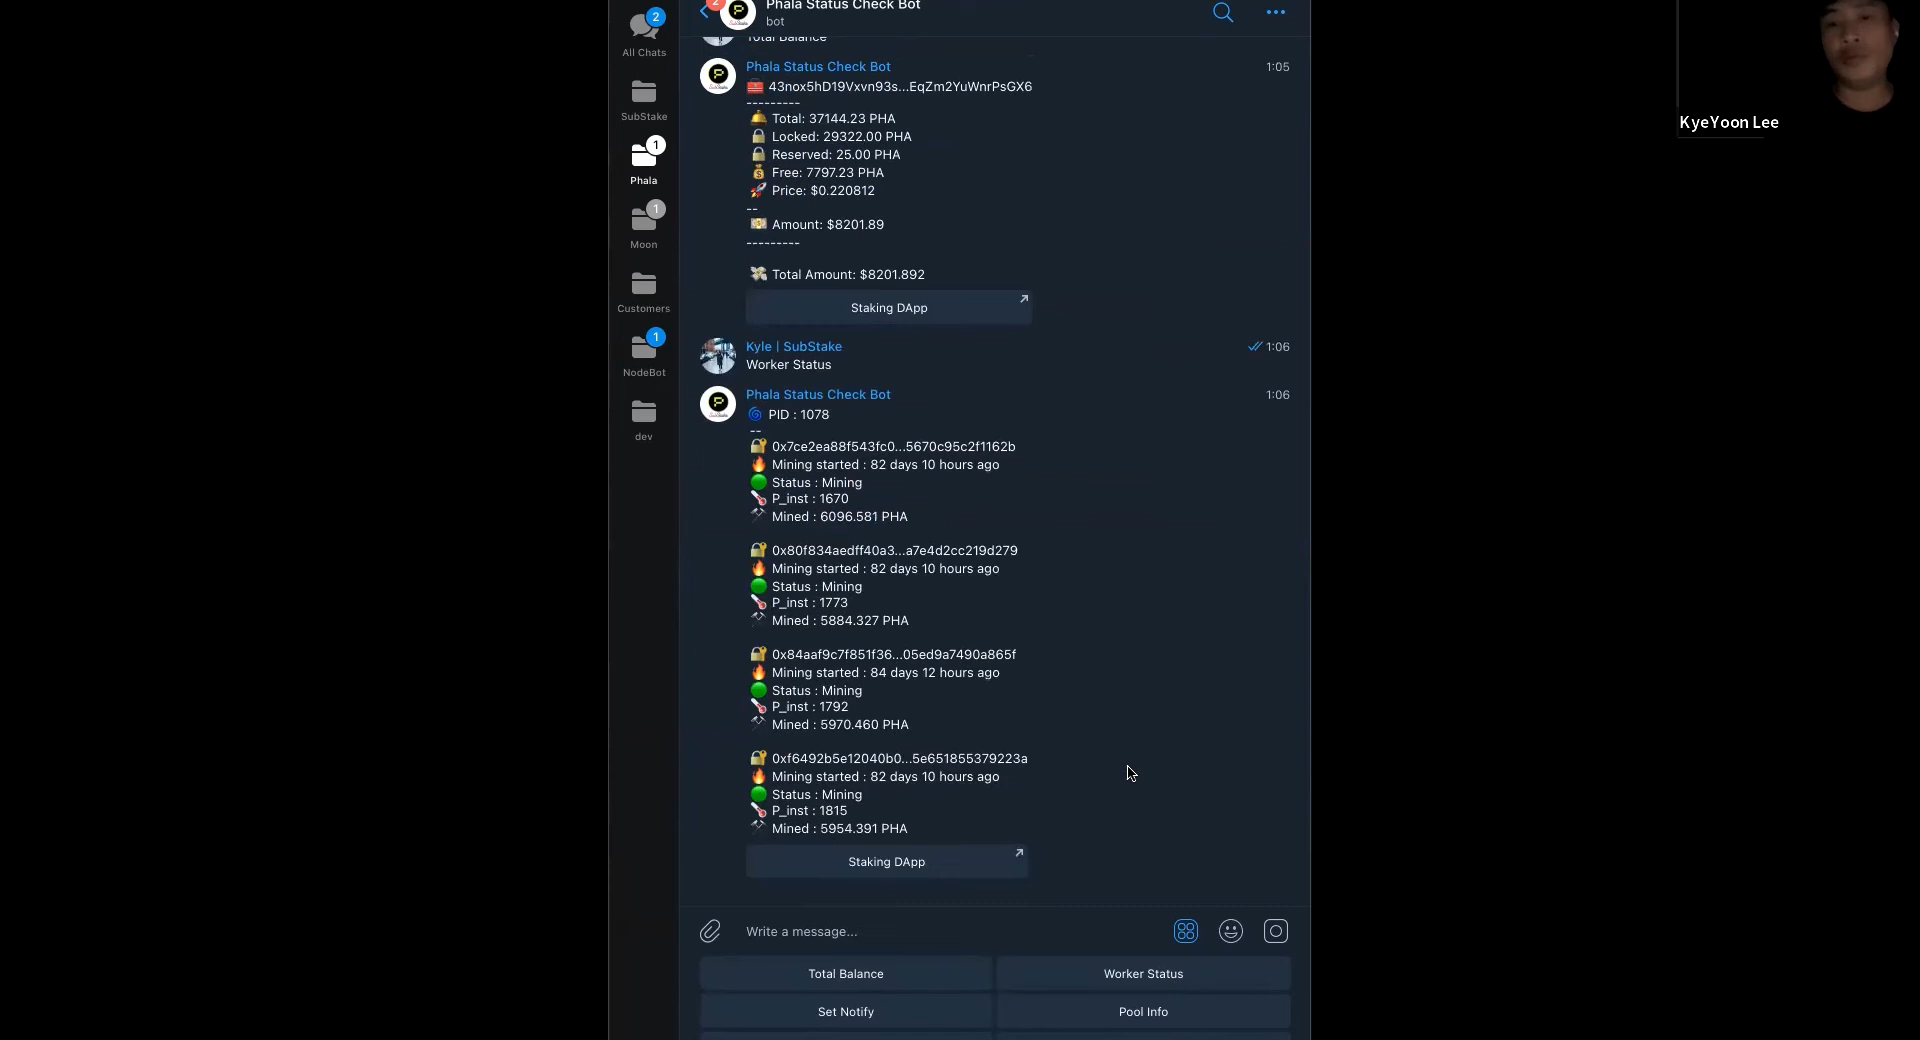 2
All Chats
SubStake
1
Phala
1
Moon
Customers
1
NodeBot
dev
2
Phala Status Check Bot
bot
Total Balance
Phala Status Check Bot
1:05
43nox5hD19Vxvn93s...EqZm2YuWnrPsGX6
---------
Total: 37144.23 PHA
Locked: 29322.00 PHA
Reserved: 25.00 PHA
Free: 7797.23 PHA
Price: $0.220812
--
Amount: $8201.89
---------
Total Amount: $8201.892
Staking DApp
Kyle | SubStake
1:06
Worker Status
Phala Status Check Bot
1:06
PID : 1078
--
0x7ce2ea88f543fc0...5670c95c2f1162b
Mining started : 82 days 10 hours ago
Status : Mining
P_inst : 1670
Mined : 6096.581 PHA
0x80f834aedff40a3...a7e4d2cc219d279
Mining started : 82 days 10 hours ago
Status : Mining
P_inst : 1773
Mined : 5884.327 PHA
0x84aaf9c7f851f36...05ed9a7490a865f
Mining started : 84 days 12 hours ago
Status : Mining
P_inst : 1792
Mined : 5970.460 PHA
0xf6492b5e12040b0...5e651855379223a
Mining started : 82 days 10 hours ago
Status : Mining
P_inst : 1815
Mined : 5954.391 PHA
Staking DApp
Write a message...
Total Balance
Worker Status
Set Notify
Pool Info
KyeYoon Lee